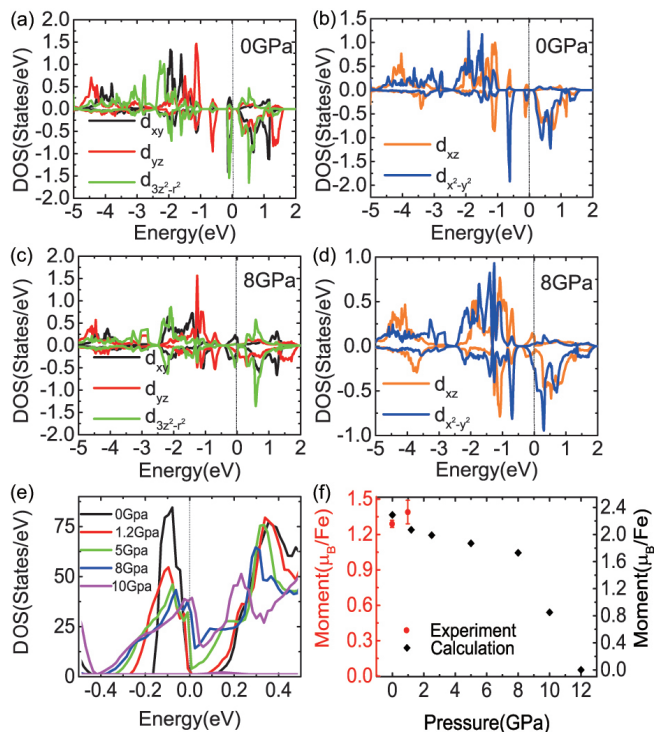 (a)
0GPa
DOS(States/eV)
2.0
1.5
1.0
0.5
0.0
-0.5
-1.0
-1.5
-2.0
d_xy
d_yz
d_3z²-r²
-5 -4 -3 -2 -1 0 1 2
Energy(eV)
(b)
0GPa
DOS(States/eV)
1.5
1.0
0.5
0.0
-0.5
-1.0
-1.5
-2.0
d_xz
d_x²-y²
-5 -4 -3 -2 -1 0 1 2
Energy(eV)
(c)
8GPa
DOS(States/eV)
2.0
1.5
1.0
0.5
0.0
-0.5
-1.0
-1.5
-2.0
d_xy
d_yz
d_3z²-r²
-5 -4 -3 -2 -1 0 1 2
Energy(eV)
(d)
8GPa
DOS(States/eV)
1.0
0.5
0.0
-0.5
-1.0
d_xz
d_x²-y²
-5 -4 -3 -2 -1 0 1 2
Energy(eV)
(e)
DOS(States/eV)
75
50
25
0
0Gpa
1.2Gpa
5Gpa
8Gpa
10Gpa
-0.4 -0.2 0.0 0.2 0.4
Energy(eV)
(f)
Moment(μB/Fe)
1.5
1.2
0.9
0.6
0.3
0.0
Experiment
Calculation
2.4
2.0
1.6
1.2
0.8
0.4
0.0
Moment(μB/Fe)
0 2 4 6 8 10 12
Pressure(GPa)